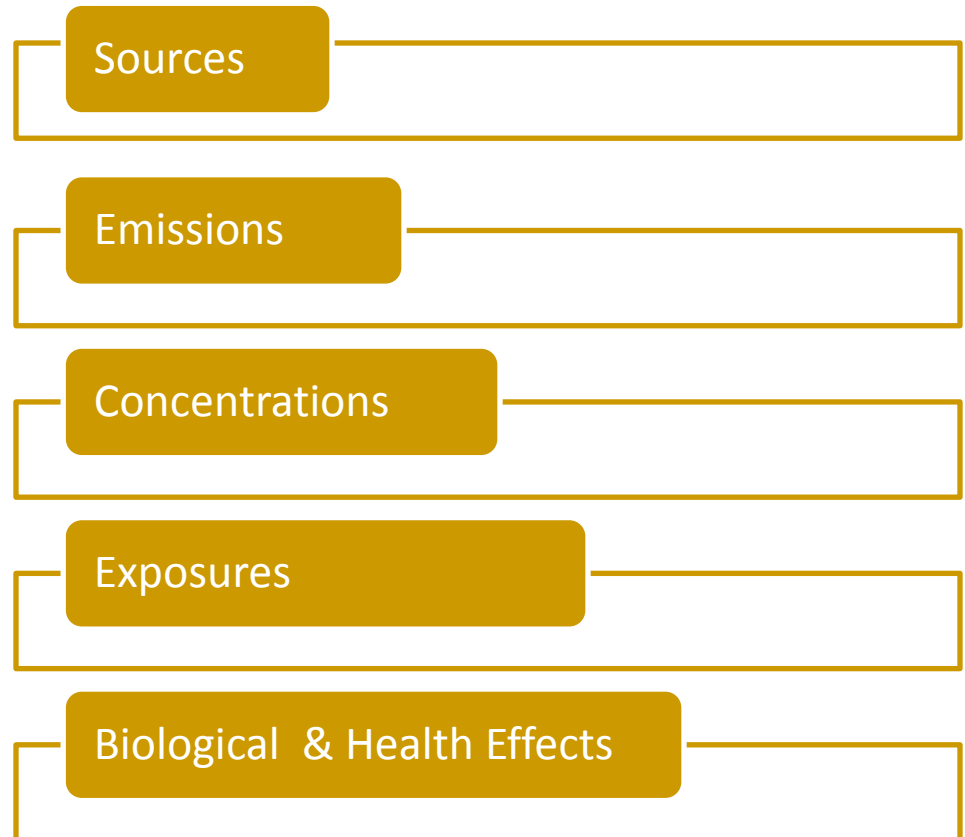 Sources
Emissions
Concentrations
Exposures
Biological  & Health Effects